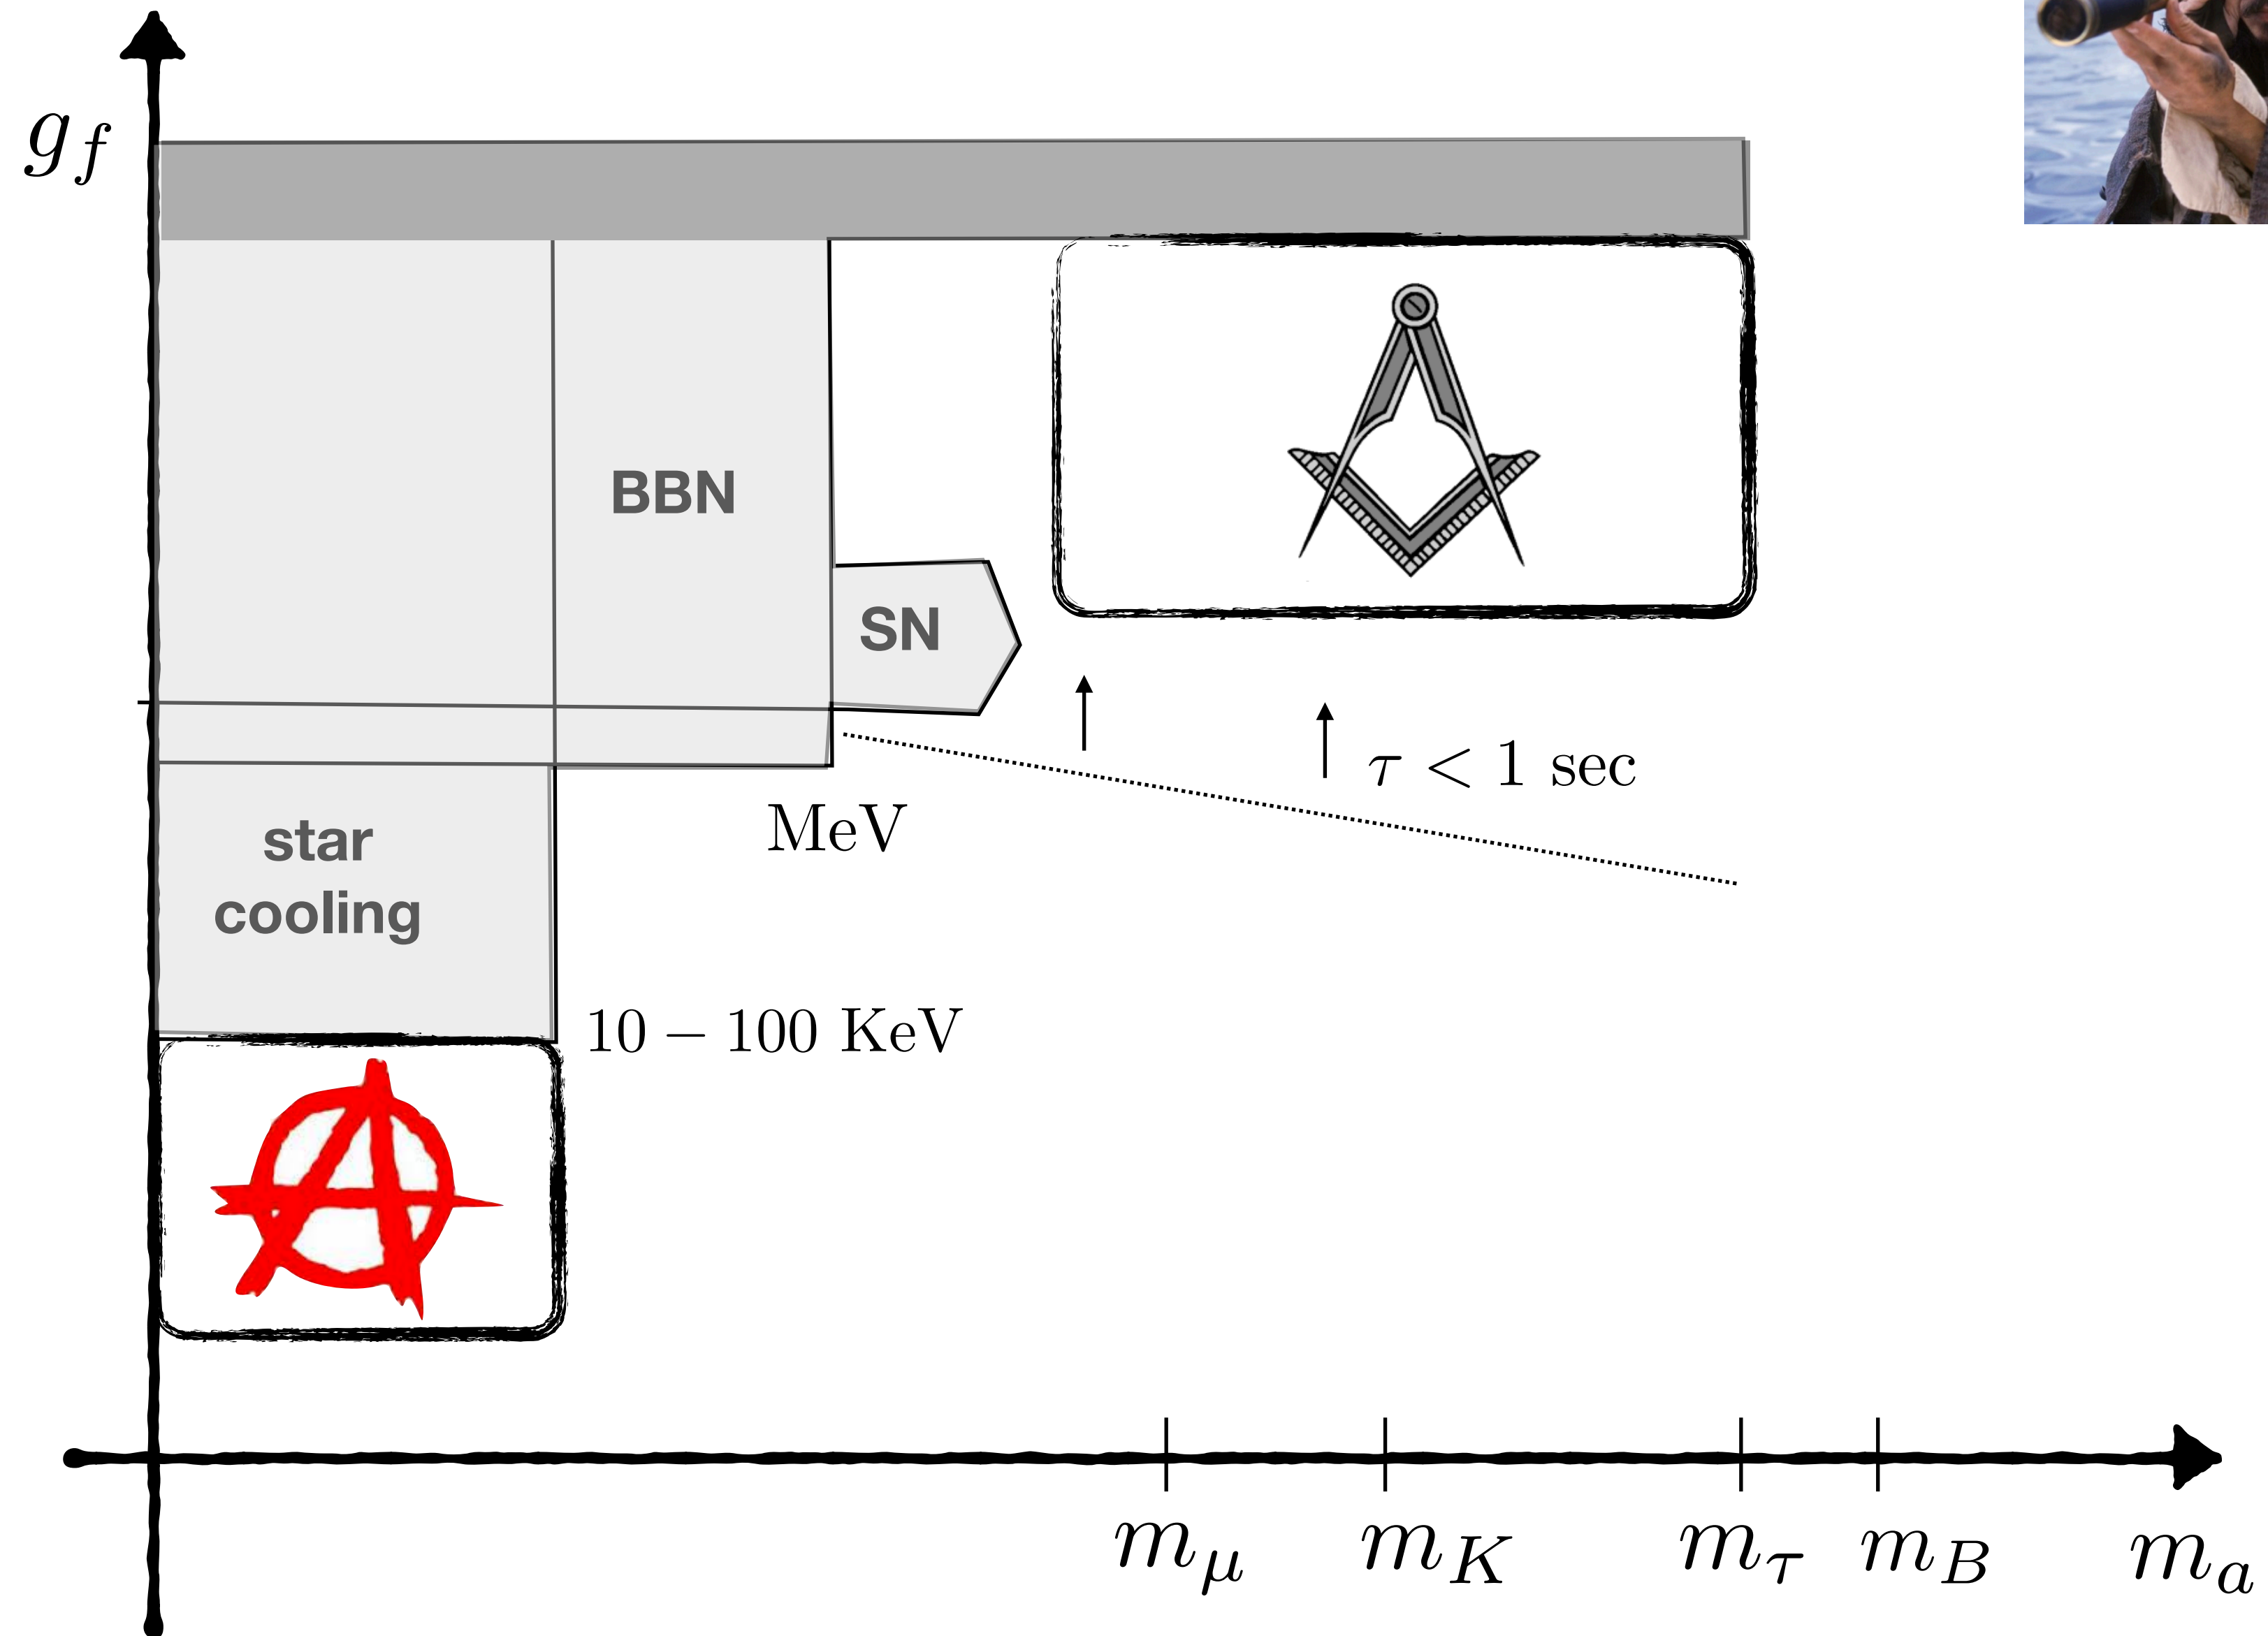 g_f
BBN
SN
τ < 1 sec
MeV
star
cooling
10 – 100 KeV
m_μ
m_K
m_τ
m_B
m_a